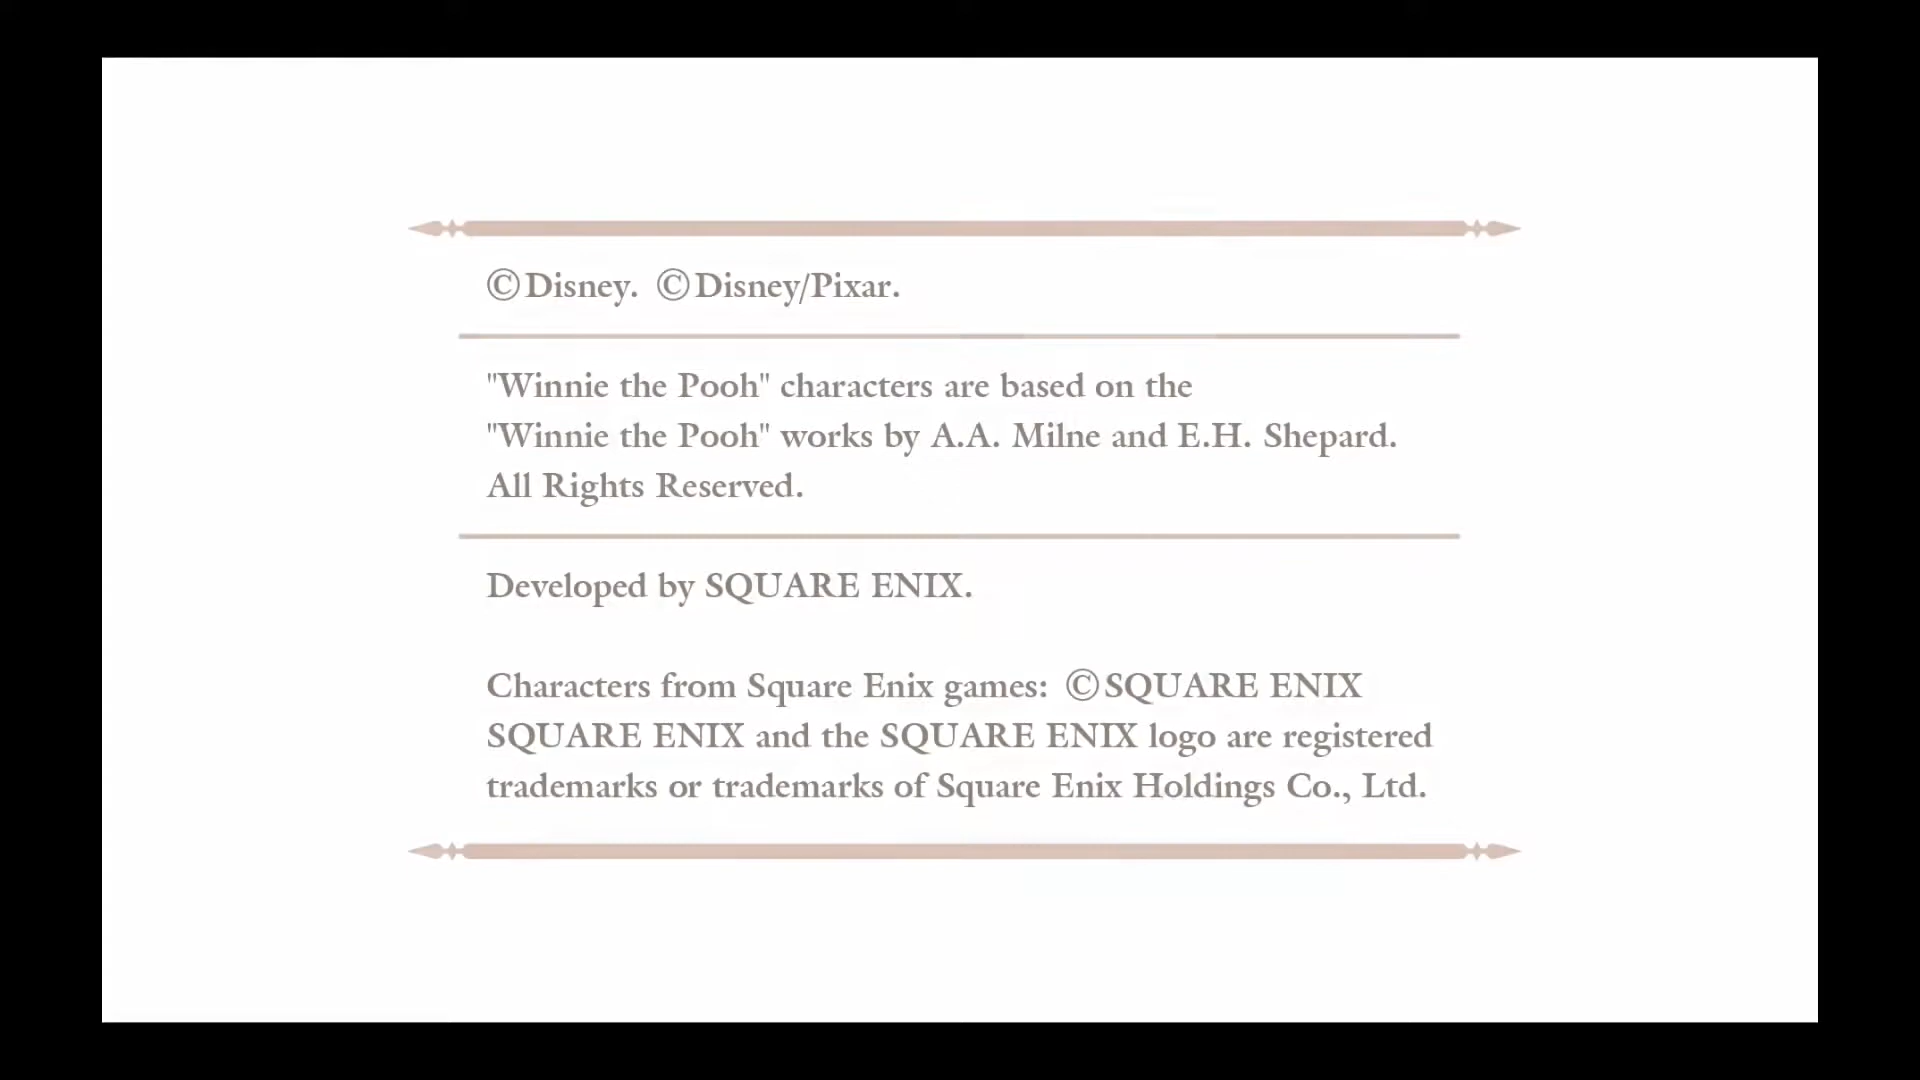 ©Disney. ©Disney/Pixar.
"Winnie the Pooh" characters are based on the
"Winnie the Pooh" works by A.A. Milne and E.H. Shepard.
All Rights Reserved.
Developed by SQUARE ENIX.
Characters from Square Enix games: ©SQUARE ENIX
SQUARE ENIX and the SQUARE ENIX logo are registered
trademarks or trademarks of Square Enix Holdings Co., Ltd.